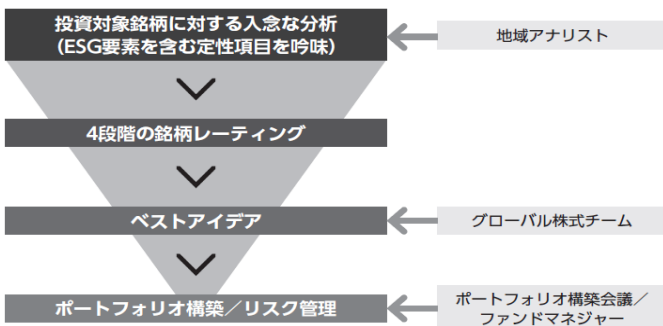 投資対象銘柄に対する入念な分析
（ESG要素を含む定性項目を吟味）
地域アナリスト
4段階の銘柄レーティング
ベストアイデア
グローバル株式チーム
ポートフォリオ構築／リスク管理
ポートフォリオ構築会議／
ファンドマネジャー